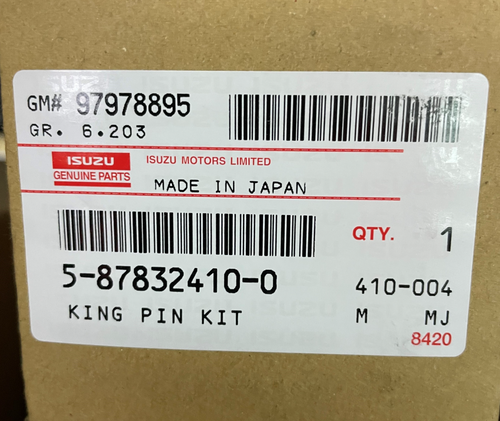 GM# 97978895
GR. 6.203
ISUZU
GENUINE PARTS
ISUZU MOTORS LIMITED
MADE IN JAPAN
QTY. 1
5-87832410-0
410-004
KING PIN KIT
M MJ
8420